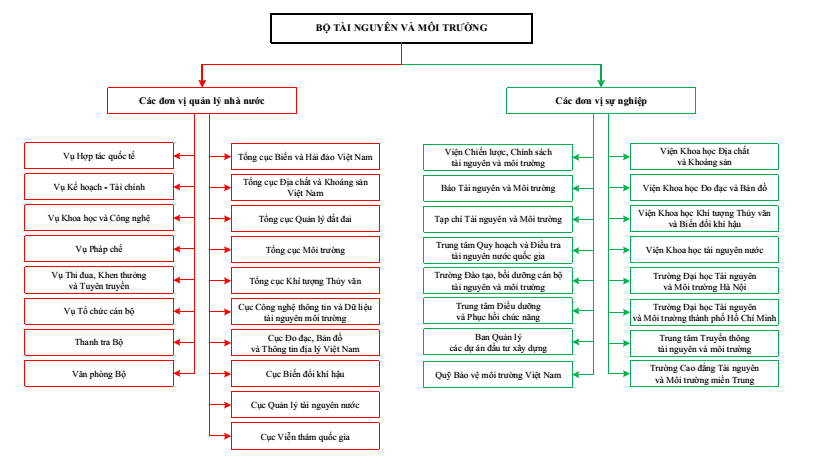 BỘ TÀI NGUYÊN VÀ MÔI TRƯỜNG
Các đơn vị quản lý nhà nước
Các đơn vị sự nghiệp
Vụ Hợp tác quốc tế
Vụ Kế hoạch - Tài chính
Vụ Khoa học và Công nghệ
Vụ Pháp chế
Vụ Thi đua, Khen thưởng
và Tuyên truyền
Vụ Tổ chức cán bộ
Thanh tra Bộ
Văn phòng Bộ
Tổng cục Biển và Hải đảo Việt Nam
Tổng cục Địa chất và Khoáng sản
Việt Nam
Tổng cục Quản lý đất đai
Tổng cục Môi trường
Tổng cục Khí tượng Thủy văn
Cục Công nghệ thông tin và Dữ liệu
tài nguyên môi trường
Cục Đo đạc, Bản đồ
và Thông tin địa lý Việt Nam
Cục Biến đổi khí hậu
Cục Quản lý tài nguyên nước
Cục Viễn thám quốc gia
Viện Chiến lược, Chính sách
tài nguyên và môi trường
Báo Tài nguyên và Môi trường
Tạp chí Tài nguyên và Môi trường
Trung tâm Quy hoạch và Điều tra
tài nguyên nước quốc gia
Trường Đào tạo, bồi dưỡng cán bộ
tài nguyên và môi trường
Trung tâm Điều dưỡng
và Phục hồi chức năng
Ban Quản lý
các dự án đầu tư xây dựng
Quỹ Bảo vệ môi trường Việt Nam
Viện Khoa học Địa chất
và Khoáng sản
Viện Khoa học Đo đạc và Bản đồ
Viện Khoa học Khí tượng Thủy văn
và Biến đổi khí hậu
Viện Khoa học tài nguyên nước
Trường Đại học Tài nguyên
và Môi trường Hà Nội
Trường Đại học Tài nguyên
và Môi trường thành phố Hồ Chí Minh
Trung tâm Truyền thông
tài nguyên và môi trường
Trường Cao đẳng Tài nguyên
và Môi trường miền Trung